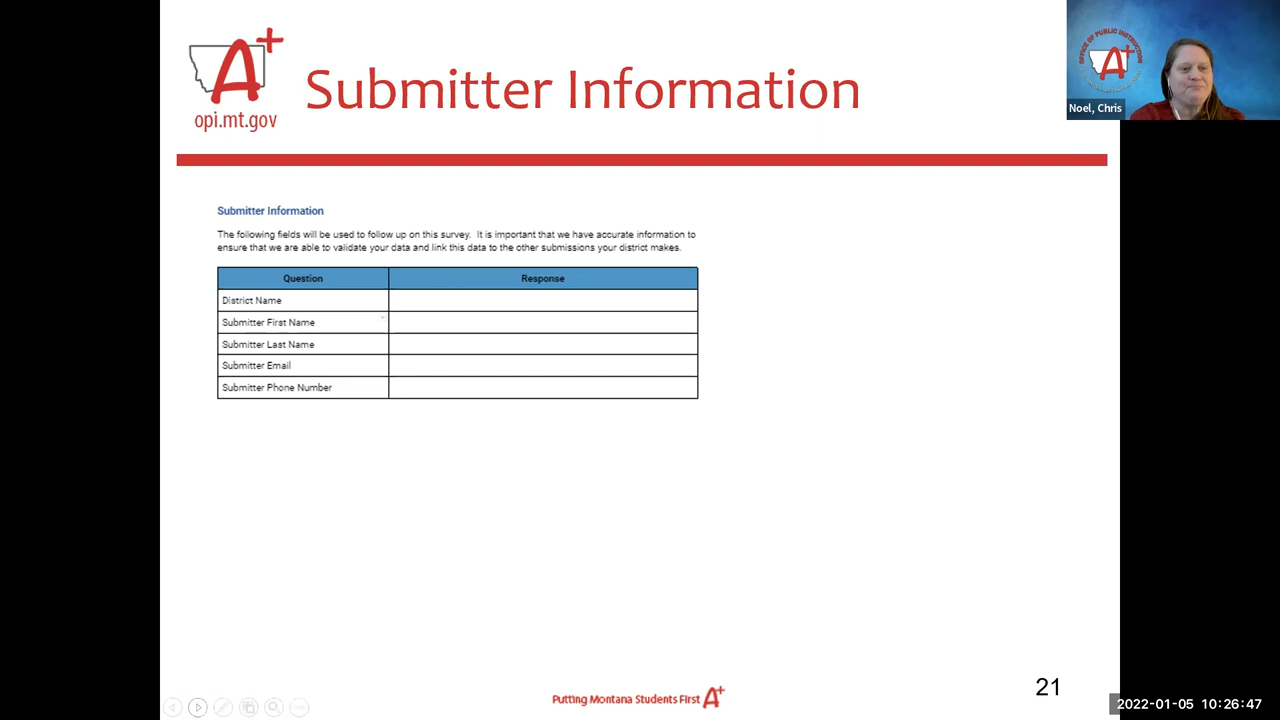 A+
opi.mt.gov
Submitter Information
OFFICE OF PUBLIC INSTRUCTION
A+
Noel, Chris
Submitter Information
The following fields will be used to follow up on this survey. It is important that we have accurate information to
ensure that we are able to validate your data and link this data to the other submissions your district makes.
Question Response
District Name
Submitter First Name
Submitter Last Name
Submitter Email
Submitter Phone Number
Putting Montana Students First A+
21
2022-01-05 10:26:47